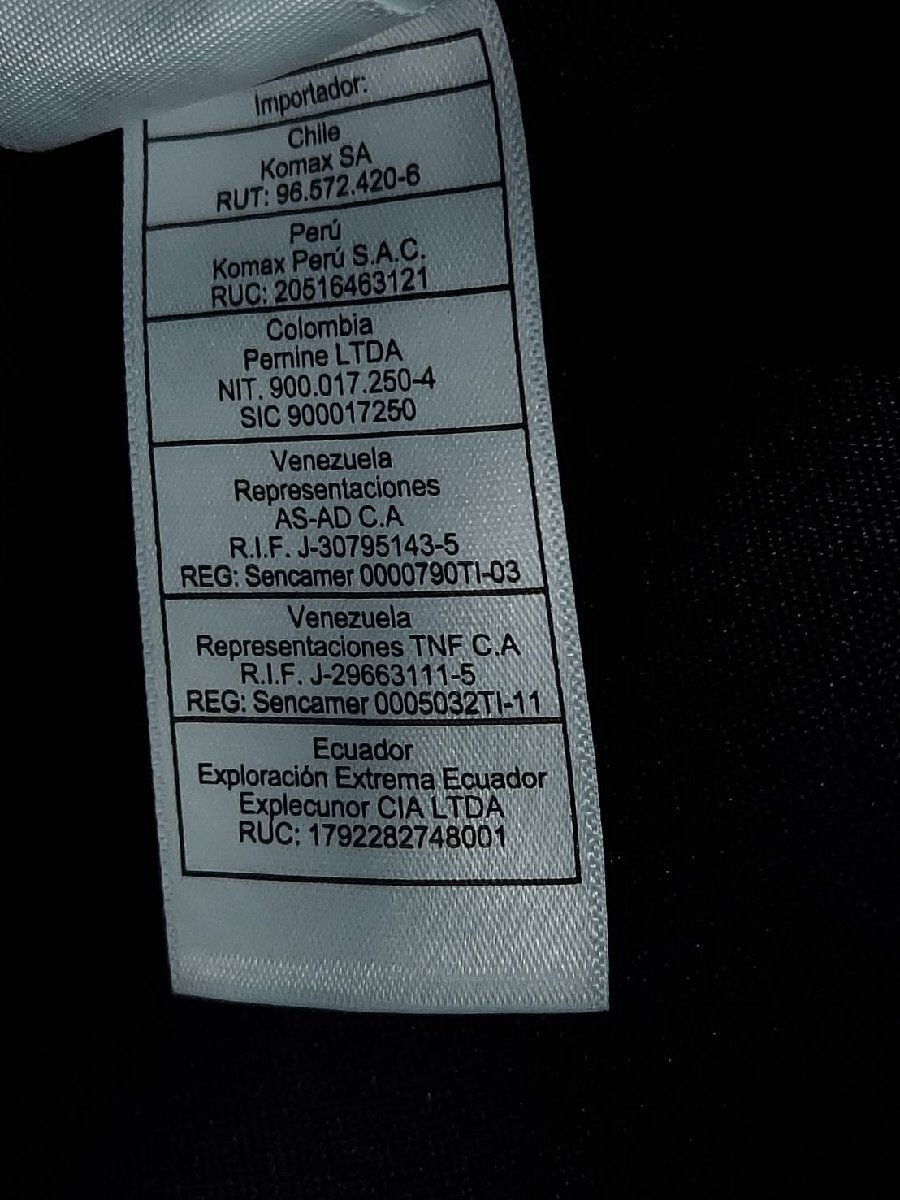 Importador:
Chile
Komax SA
RUT: 96.572.420-6
Perú
Komax Perú S.A.C.
RUC: 20516463121
Colombia
Pernine LTDA
NIT. 900.017.250-4
SIC 900017250
Venezuela
Representaciones
AS-AD C.A
R.I.F. J-30795143-5
REG: Sencamer 0000790TI-03
Venezuela
Representaciones TNF C.A
R.I.F. J-29663111-5
REG: Sencamer 0005032TI-11
Ecuador
Exploración Extrema Ecuador
Explecunor CIA LTDA
RUC: 1792282748001